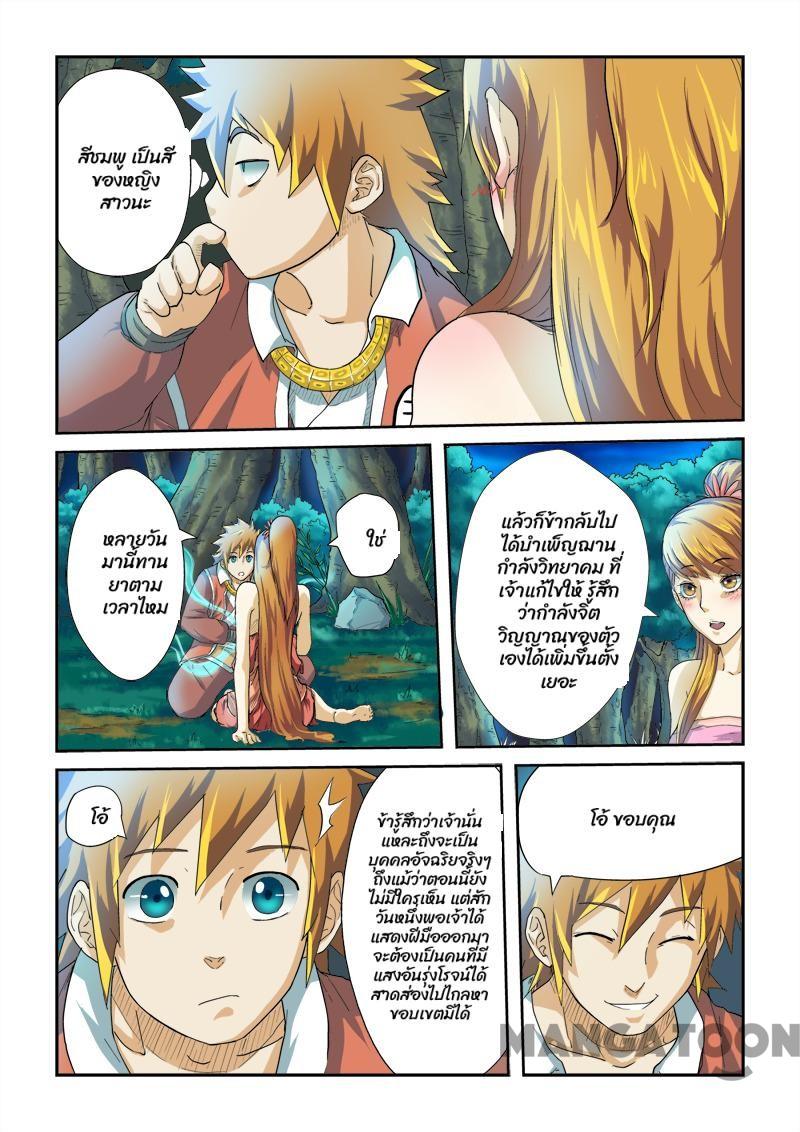 สีชมพู เป็นสี
ของหญิง
สาวนะ
หลายวัน
มานี้ทาน
ยาตาม
เวลาไหม
ใช่
แล้วก็ข้ากลับไป
ได้บำเพ็ญฌาน
กำลังวิทยาคม ที่
เจ้าแก้ไขให้ รู้สึก
ว่ากำลังจิต
วิญญาณของตัว
เองได้เพิ่มขึ้นตั้ง
เยอะ
โอ้
ข้ารู้สึกว่าเจ้านั่น
แหละถึงจะเป็น
บุคคลอัจฉริยจริงๆ
ถึงแม้ว่าตอนนี้ยัง
ไม่มีใครเห็น แต่สัก
วันหนึ่งพอเจ้าได้
แสดงฝีมือออกมา
จะต้องเป็นคนที่มี
แสงอันรุ่งโรจน์ได้
สาดส่องไปไกลหา
ขอบเขตมิได้
โอ้ ขอบคุณ
MANGATOON